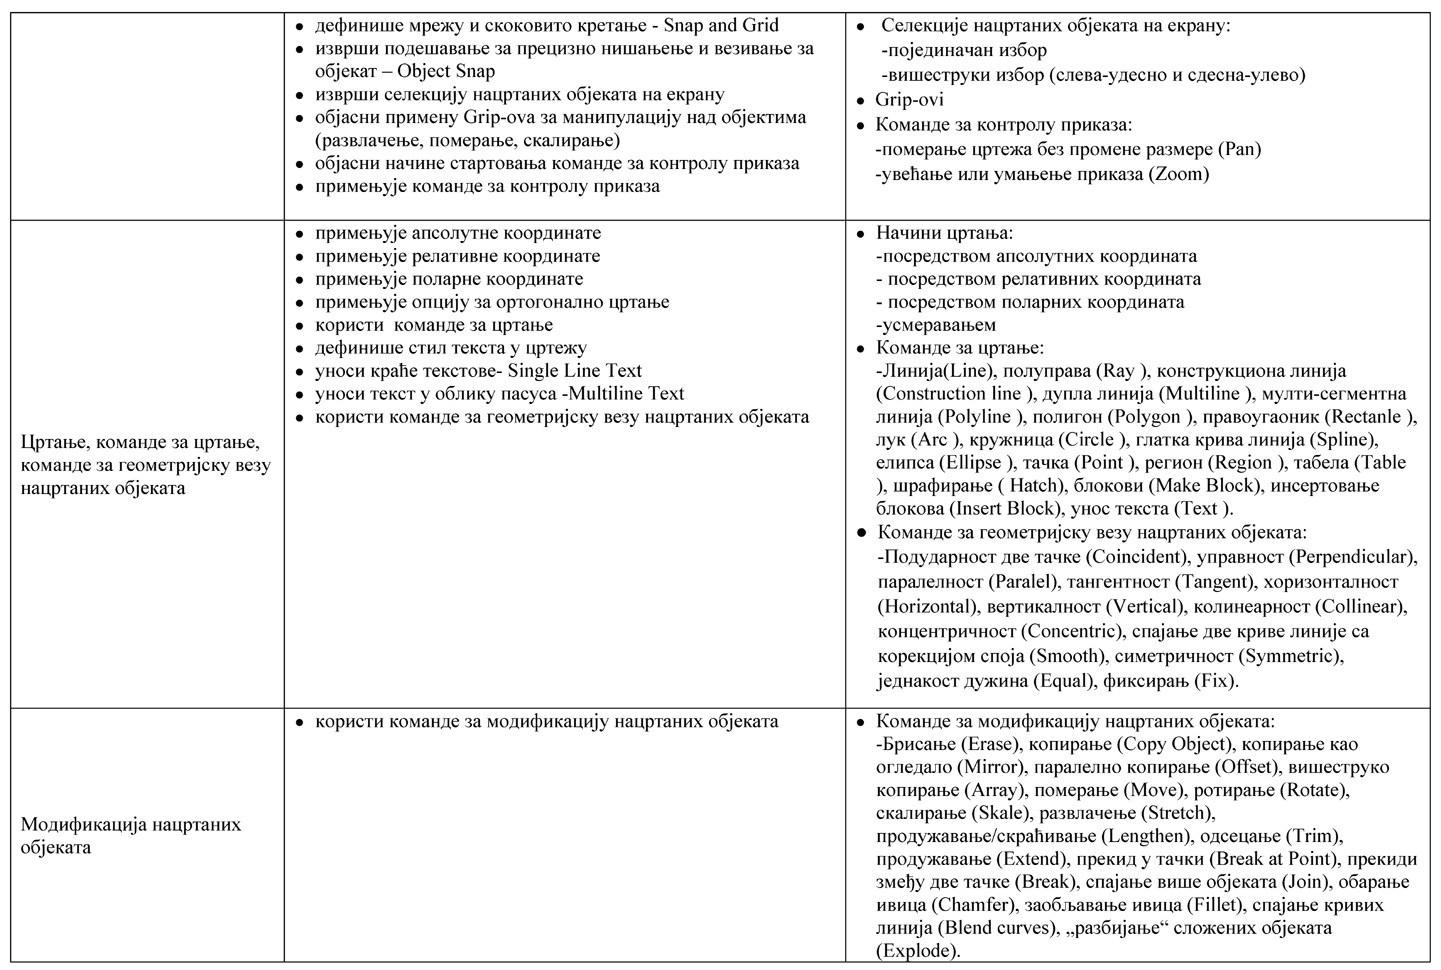 • дефинише мрежу и скоковито кретање - Snap and Grid
• изврши подешавање за прецизно нишањење и везивање за
објекат – Object Snap
• изврши селекцију нацртаних објеката на екрану
• објасни примену Grip-ова за манипулацију над објектима
(развлачење, померање, скалирање)
• објасни начине стартовања команде за контролу приказа
• примењује команде за контролу приказа
• Селекције нацртаних објеката на екрану:
-појединачан избор
-вишеструки избор (слева-удесно и сдесна-улево)
• Grip-ovi
• Команде за контролу приказа:
-померање цртежа без промене размере (Pan)
-увећање или умањење приказа (Zoom)
Цртање, команде за цртање,
команде за геометријску везу
нацртаних објеката
• примењује апсолутне координате
• примењује релативне координате
• примењује поларне координате
• примењује опцију за ортогонално цртање
• користи команде за цртање
• дефинише стил текста у цртежу
• уноси краће текстове- Single Line Text
• уноси текст у облику пасуса -Multiline Text
• користи команде за геометријску везу нацртаних објеката
• Начини цртања:
-посредством апсолутних координата
- посредством релативних координата
- посредством поларних координата
-усмеравањем
• Команде за цртање:
-Линија(Line), полуправа (Ray ), конструкциона линија
(Construction line ), дупла линија (Multiline ), мулти-сегментна
линија (Polyline ), полигон (Polygon ), правоугаоник (Rectanle ),
лук (Arc ), кружница (Circle ), глатка крива линија (Spline),
елипса (Ellipse ), тачка (Point ), регион (Region ), табела (Table
), шрафирање ( Hatch), блокови (Make Block), инсертовање
блокова (Insert Block), унос текста (Text ).
• Команде за геометријску везу нацртаних објеката:
-Подударност две тачке (Coincident), управност (Perpendicular),
паралелност (Paralel), тангентност (Tangent), хоризонталност
(Horizontal), вертикалност (Vertical), колинеарност (Collinear),
концентричност (Concentric), спајање две криве линије са
корекцијом споја (Smooth), симетричност (Symmetric),
једнакост дужина (Equal), фиксирањ (Fix).
Модификација нацртаних
објеката
• користи команде за модификацију нацртаних објеката
• Команде за модификацију нацртаних објеката:
-Брисање (Erase), копирање (Copy Object), копирање као
огледало (Mirror), паралелно копирање (Offset), вишеструко
копирање (Array), померање (Move), ротирање (Rotate),
скалирање (Skale), развлачење (Stretch),
продужавање/скраћивање (Lengthen), одсецање (Trim),
продужавање (Extend), прекид у тачки (Break at Point), прекиди
змеђу две тачке (Break), спајање више објеката (Join), обарање
ивица (Chamfer), заобљавање ивица (Fillet), спајање кривих
линија (Blend curves), „разбијање“ сложених објеката
(Explode).